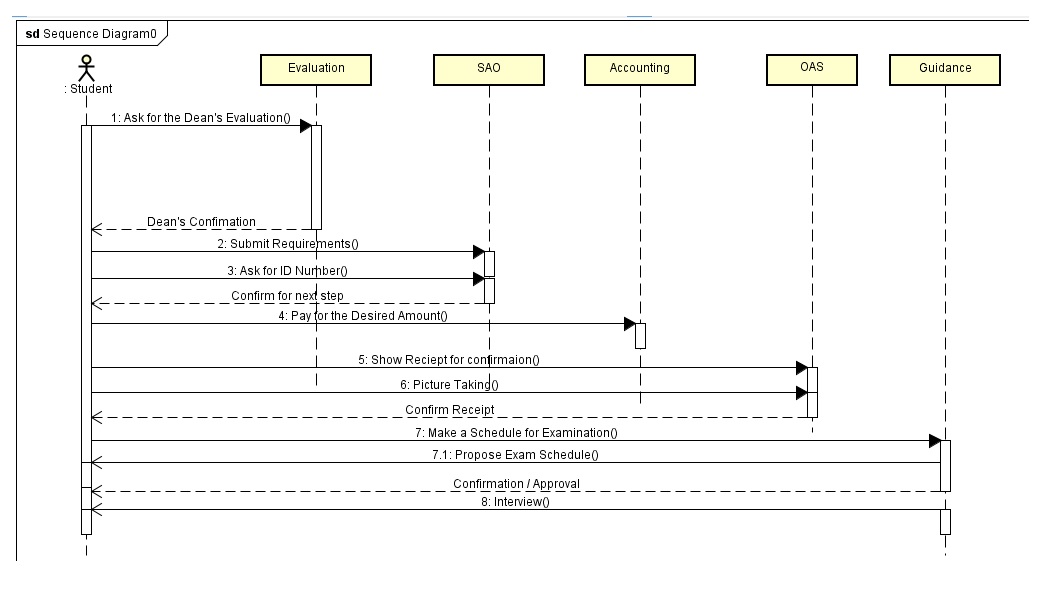 sd Sequence Diagram0
: Student
Evaluation
SAO
Accounting
OAS
Guidance
1: Ask for the Dean's Evaluation()
Dean's Confimation
2: Submit Requirements()
3: Ask for ID Number()
Confirm for next step
4: Pay for the Desired Amount()
5: Show Reciept for confirmaion()
6: Picture Taking()
Confirm Receipt
7: Make a Schedule for Examination()
7.1: Propose Exam Schedule()
Confirmation / Approval
8: Interview()